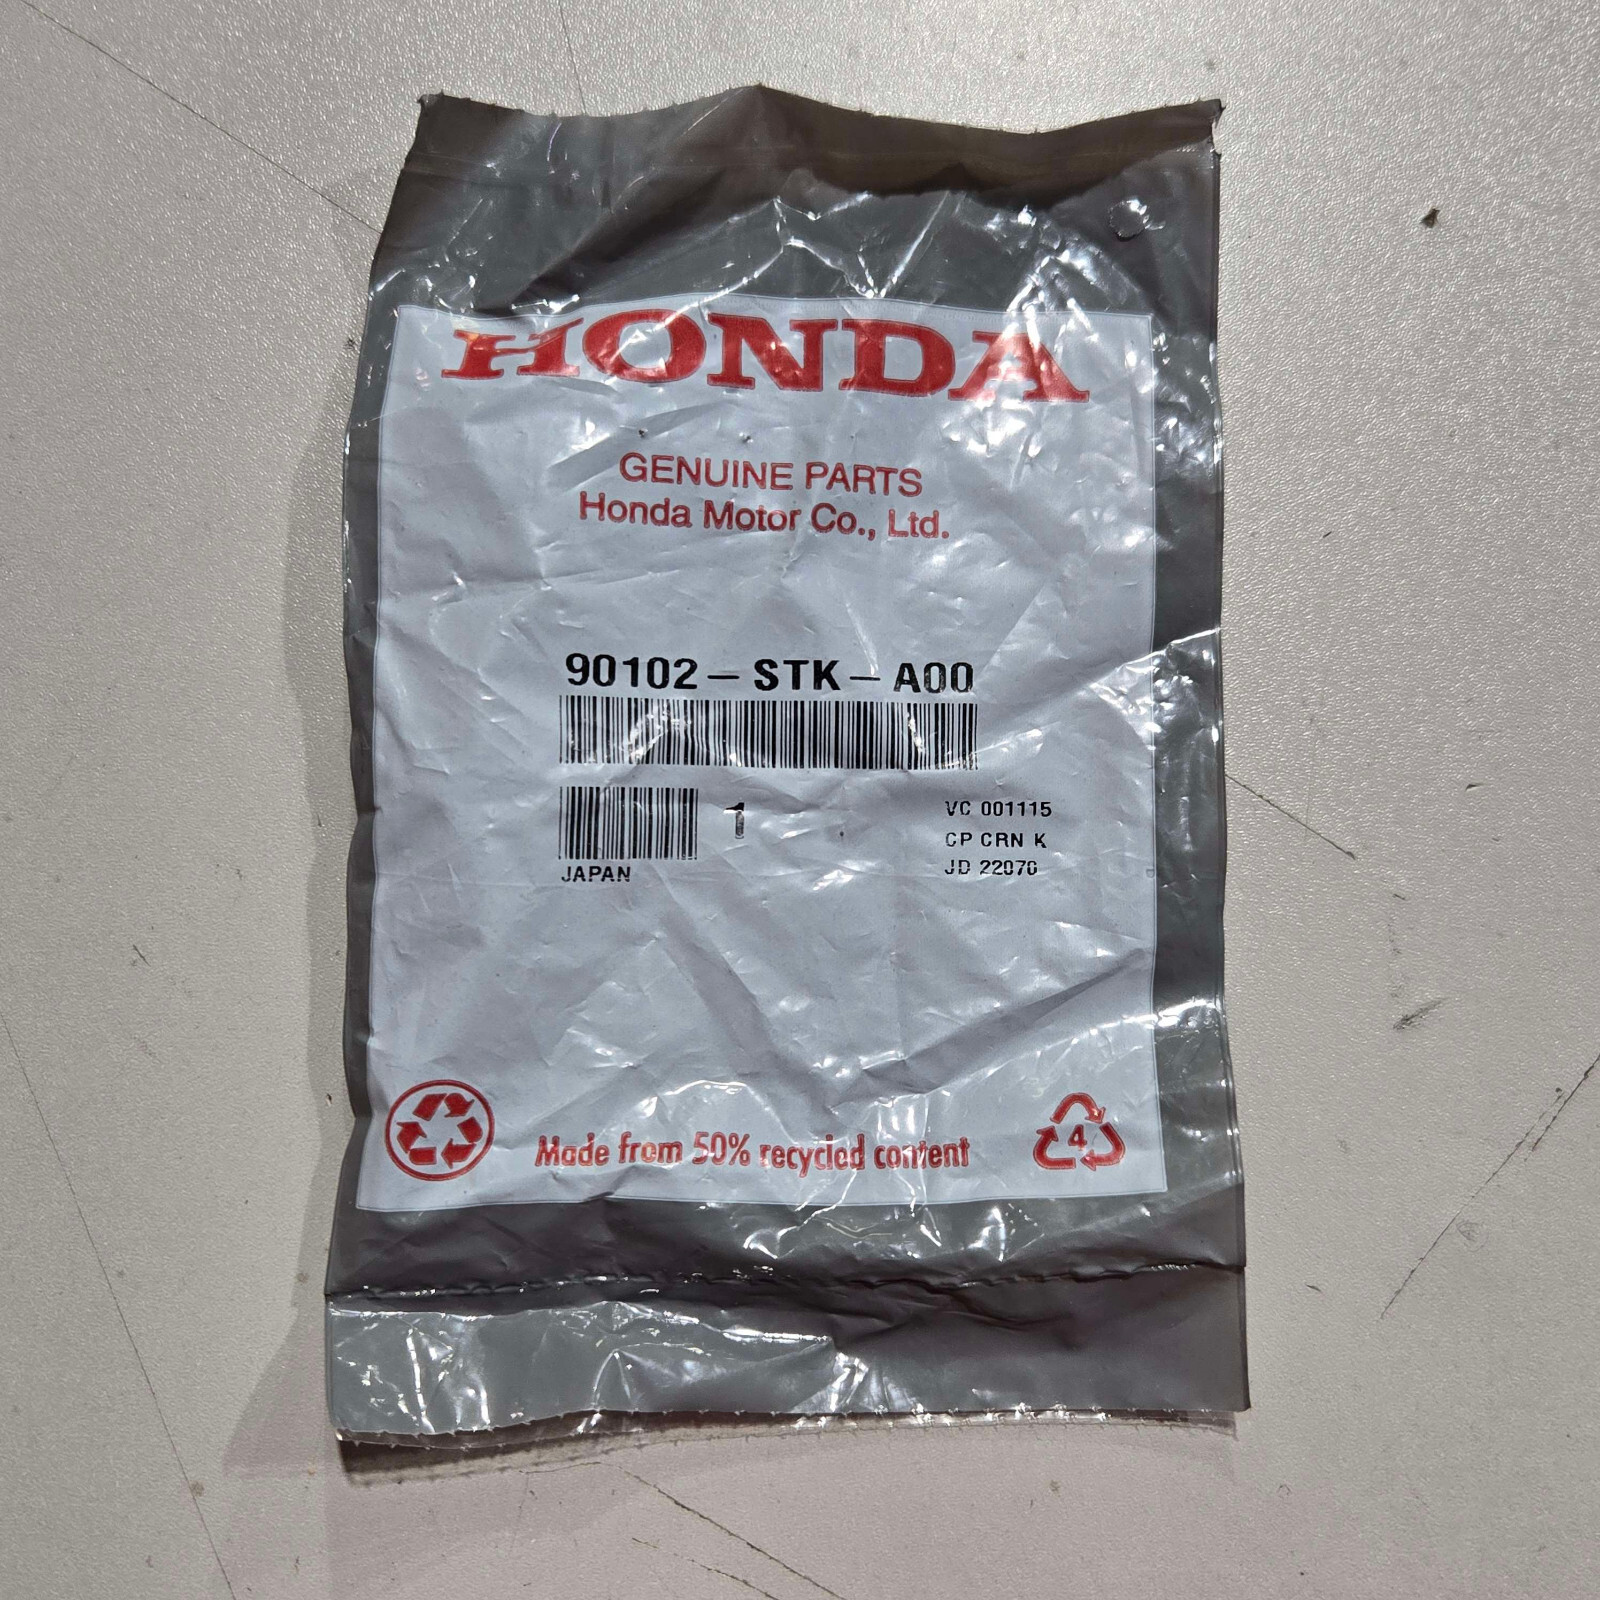 HONDA
GENUINE PARTS
Honda Motor Co., Ltd.
90102-STK-A00
1
JAPAN
VC 001115
CP CRN K
JD 22070
Made from 50% recycled content
4